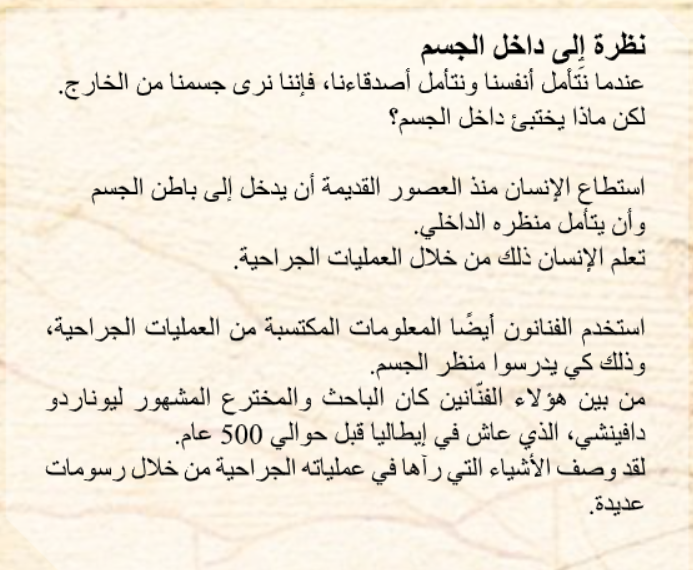 نظرة إلى داخل الجسم
عندما نَتأمل أنفسنا ونتأمل أصدقاءنا، فإننا نرى جسمنا من الخارج.
لكن ماذا يختبئ داخل الجسم؟
استطاع الإنسان منذ العصور القديمة أن يدخل إلى باطن الجسم
وأن يتأمل منظره الداخلي.
تعلم الإنسان ذلك من خلال العمليات الجراحية.
استخدم الفنانون أيضًا المعلومات المكتسبة من العمليات الجراحية،
وذلك كي يدرسوا منظر الجسم.
من بين هؤلاء الفنّانين كان الباحث والمخترع المشهور ليوناردو
دافينشي، الذي عاش في إيطاليا قبل حوالي 500 عام.
لقد وصف الأشياء التي رآها في عملياته الجراحية من خلال رسومات
عديدة.